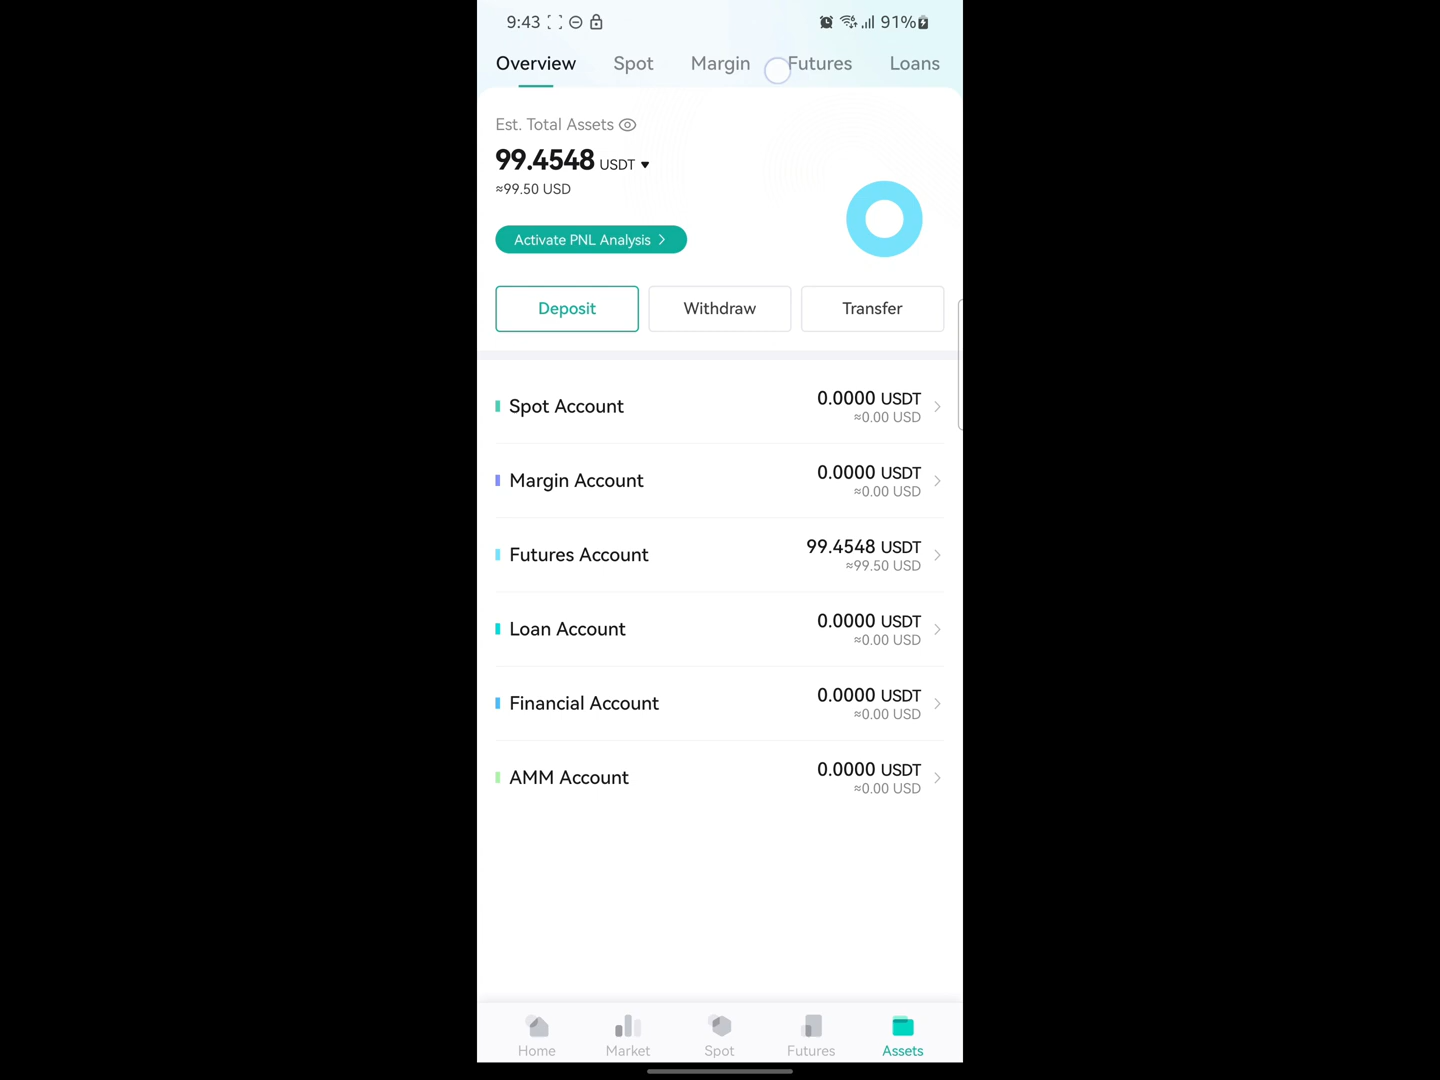 9:43 91%
Overview Spot Margin Futures Loans
Est. Total Assets
99.4548 USDT
≈99.50 USD
Activate PNL Analysis
Deposit Withdraw Transfer
Spot Account 0.0000 USDT
≈0.00 USD
Margin Account 0.0000 USDT
≈0.00 USD
Futures Account 99.4548 USDT
≈99.50 USD
Loan Account 0.0000 USDT
≈0.00 USD
Financial Account 0.0000 USDT
≈0.00 USD
AMM Account 0.0000 USDT
≈0.00 USD
Home Market Spot Futures Assets